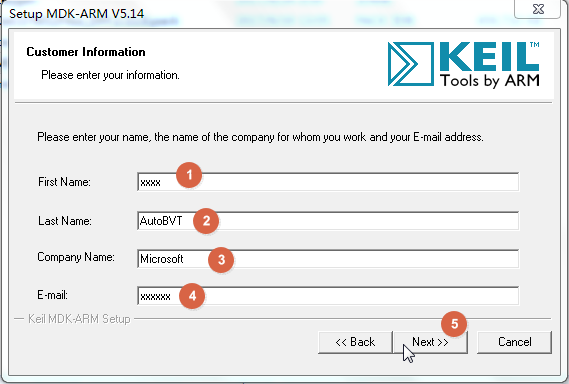 Setup MDK-ARM V5.14
Customer Information
Please enter your information.
KEIL™
Tools by ARM
Please enter your name, the name of the company for whom you work and your E-mail address.
First Name: xxxx 1
Last Name: AutoBVT 2
Company Name: Microsoft 3
E-mail: xxxxxx 4
Keil MDK-ARM Setup
5
<< Back Next >> Cancel